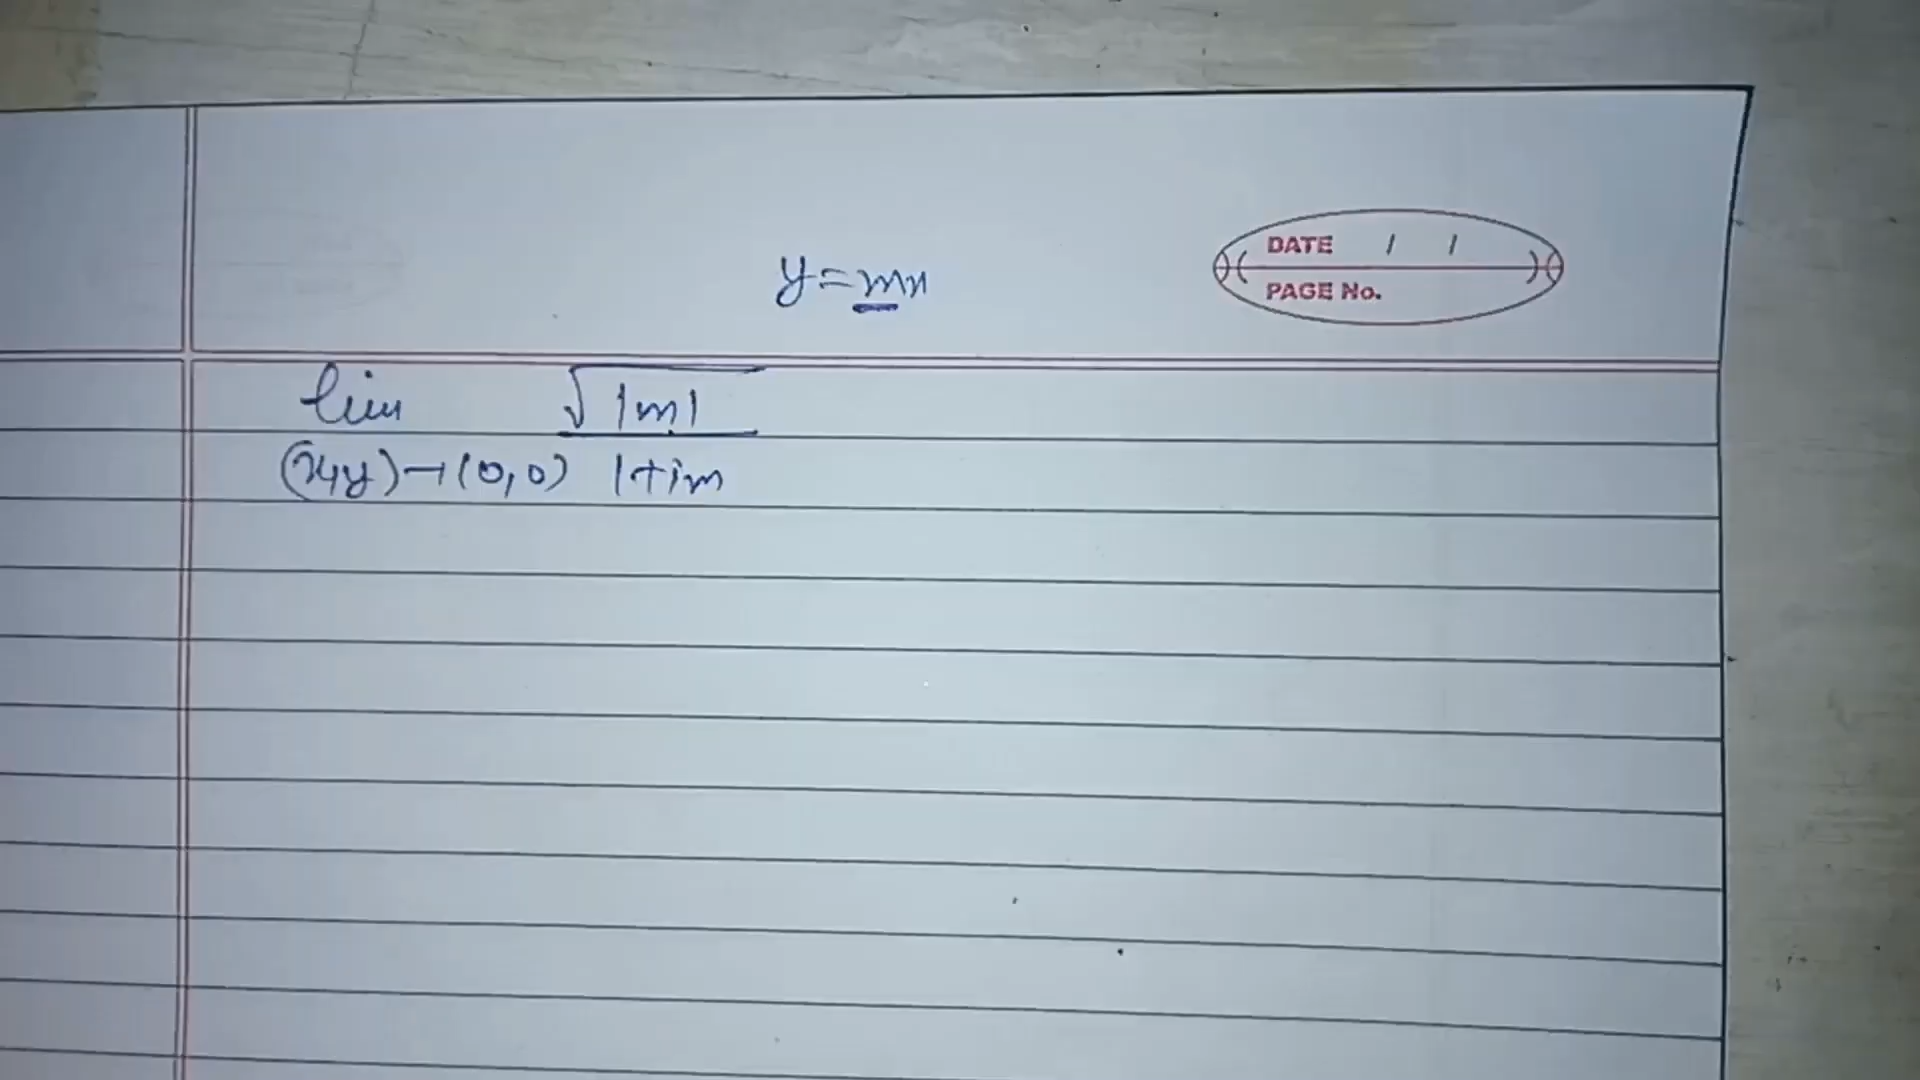 y=mx
DATE / /
PAGE No.
lim √|m|
(x,y)→(0,0) 1+im